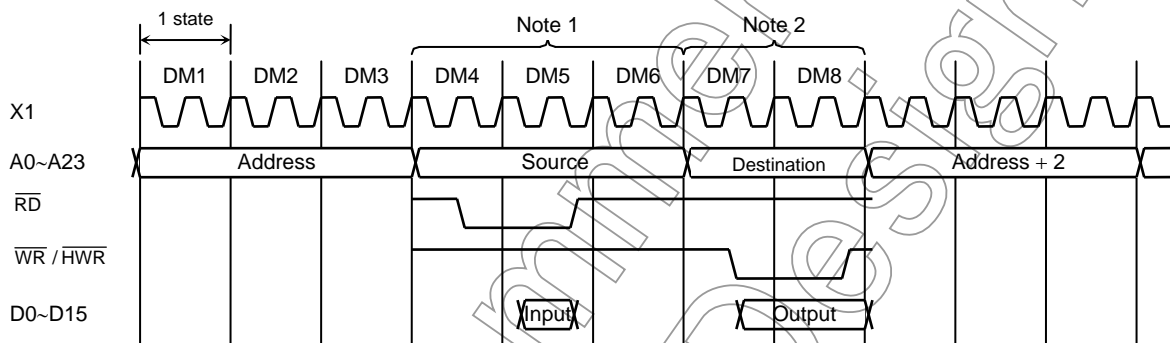 1 state
Note 1
Note 2
DM1 DM2 DM3 DM4 DM5 DM6 DM7 DM8
X1
A0~A23 Address Source Destination Address + 2
RD
WR / HWR
D0~D15 Input Output